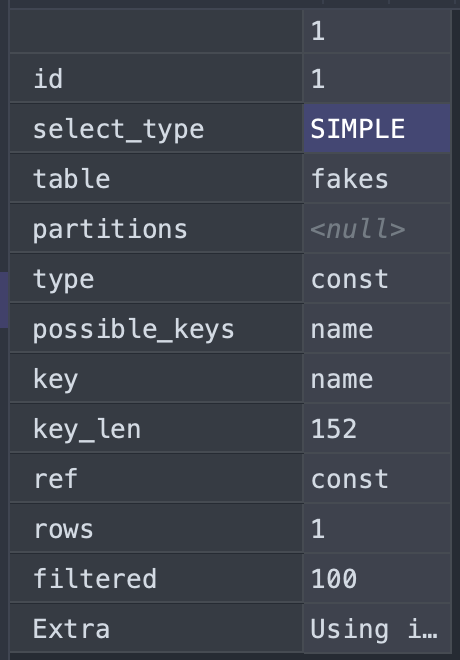 1
id 1
select_type SIMPLE
table fakes
partitions <null>
type const
possible_keys name
key name
key_len 152
ref const
rows 1
filtered 100
Extra Using i…